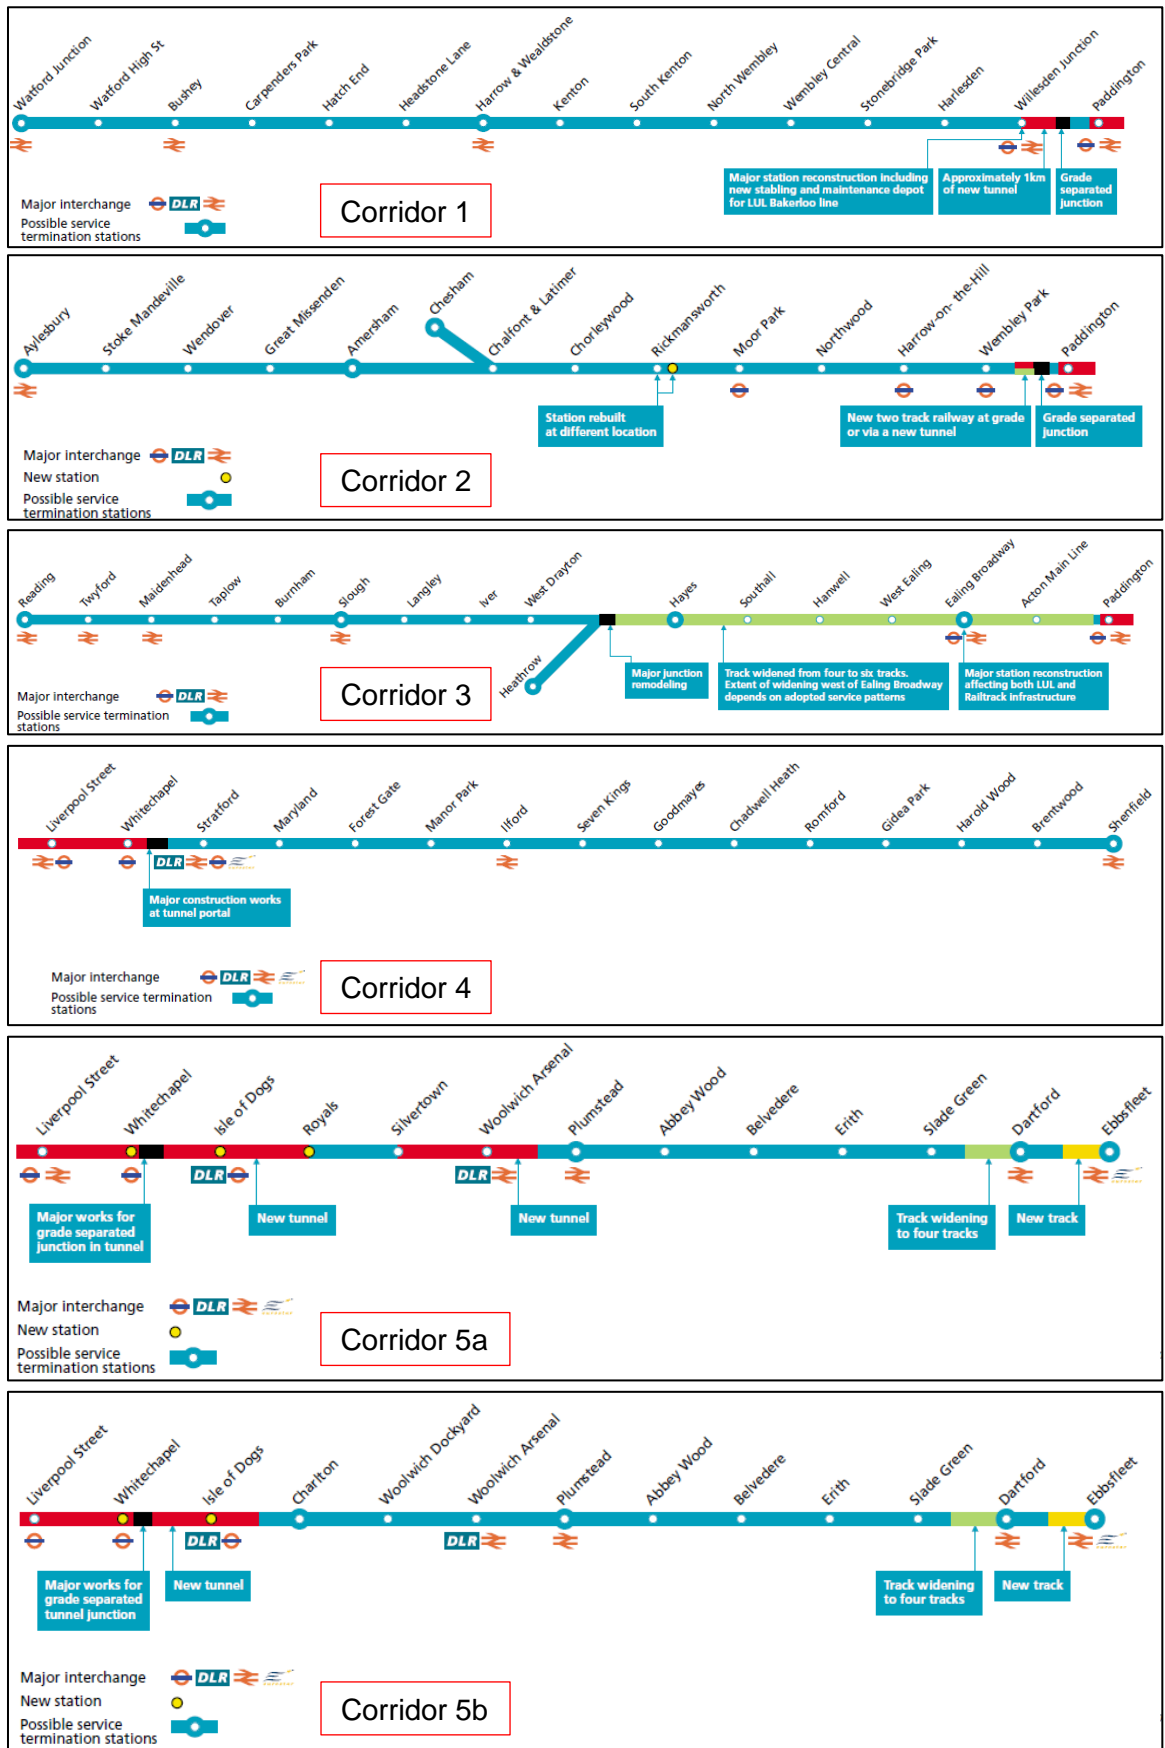 Watford Junction
Watford High St
Bushey
Carpenders Park
Hatch End
Headstone Lane
Harrow & Wealdstone
Kenton
South Kenton
North Wembley
Wembley Central
Stonebridge Park
Harlesden
Willesden Junction
Paddington
Major station reconstruction including
new stabling and maintenance depot
for LUL Bakerloo line
Approximately 1km
of new tunnel
Grade
separated
junction
Major interchange DLR
Possible service
termination stations
Corridor 1
Aylesbury
Stoke Mandeville
Wendover
Great Missenden
Amersham
Chesham
Chalfont & Latimer
Chorleywood
Rickmansworth
Moor Park
Northwood
Harrow-on- the-Hill
Wembley Park
Paddington
Station rebuilt
at different location
New two track railway at grade
or via a new tunnel
Grade separated
junction
Major interchange DLR
New station
Possible service
termination stations
Corridor 2
Reading
Twyford
Maidenhead
Taplow
Burnham
Slough
Langley
Iver
West Drayton
Heathrow
Hayes
Southall
Hanwell
West Ealing
Ealing Broadway
Acton Main Line
Paddington
Major junction
remodeling
Track widened from four to six tracks.
Extent of widening west of Ealing Broadway
depends on adopted service patterns
Major station reconstruction
affecting both LUL and
Railtrack infrastructure
Major interchange DLR
Possible service termination
stations
Corridor 3
Liverpool Street
Whitechapel
Stratford
Maryland
Forest Gate
Manor Park
Ilford
Seven Kings
Goodmayes
Chadwell Heath
Romford
Gidea Park
Harold Wood
Brentwood
Shenfield
DLR
Major construction works
at tunnel portal
Major interchange DLR
Possible service termination
stations
Corridor 4
Liverpool Street
Whitechapel
Isle of Dogs
Royals
Silvertown
Woolwich Arsenal
Plumstead
Abbey Wood
Belvedere
Erith
Slade Green
Dartford
Ebbsfleet
DLR
DLR
Major works for
grade separated
junction in tunnel
New tunnel
New tunnel
Track widening
to four tracks
New track
Major interchange DLR
New station
Possible service
termination stations
Corridor 5a
Liverpool Street
Whitechapel
Isle of Dogs
Charlton
Woolwich Dockyard
Woolwich Arsenal
Plumstead
Abbey Wood
Belvedere
Erith
Slade Green
Dartford
Ebbsfleet
DLR
DLR
Major works for
grade separated
tunnel junction
New tunnel
Track widening
to four tracks
New track
Major interchange DLR
New station
Possible service
termination stations
Corridor 5b